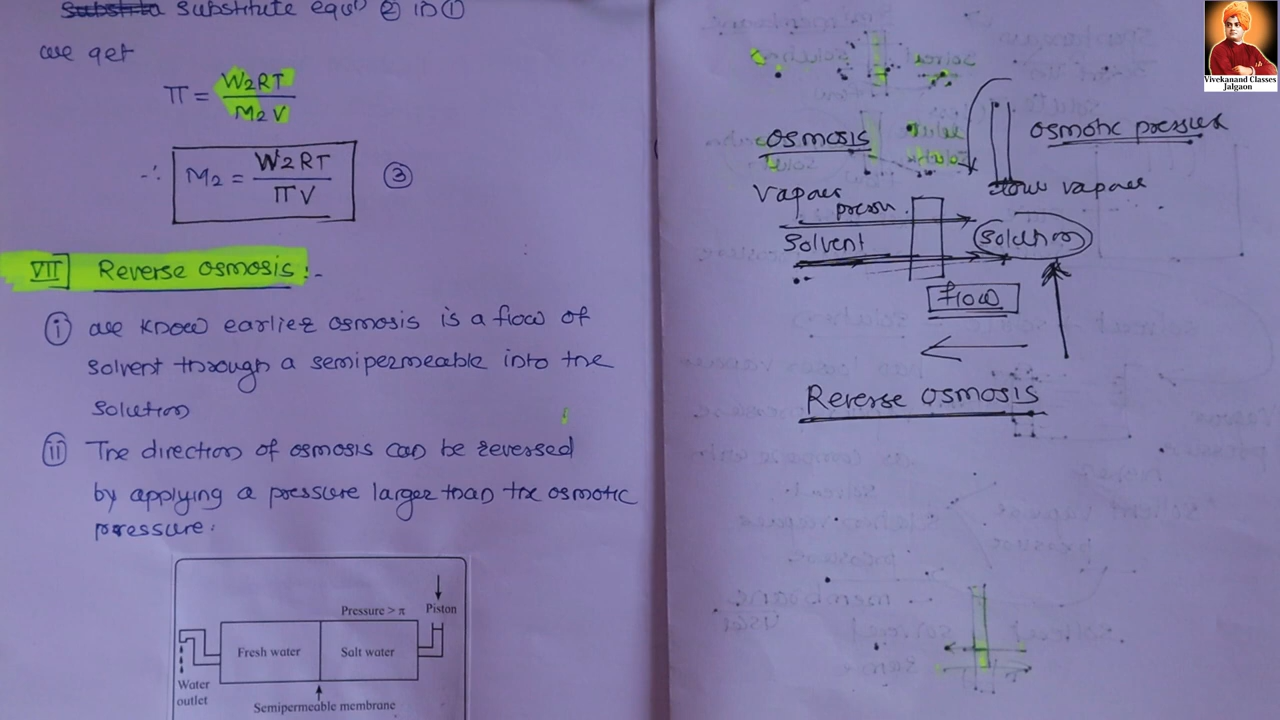 substitute equⁿ ② in ①
we get
π = W2RT / M2V
∴ M2 = W2RT / πV ③
VII] Reverse osmosis :-
i we know earlier osmosis is a flow of
solvent through a semipermeable into the
solution
ii The direction of osmosis can be reversed
by applying a pressure larger than the osmotic
pressure.
Pressure > π
Piston
Fresh water
Salt water
Water
outlet
Semipermeable membrane
osmosis
osmotic pressure
Vapour
low vapour
solvent
solution
flow
Reverse osmosis
Vivekanand Classes
Jalgaon